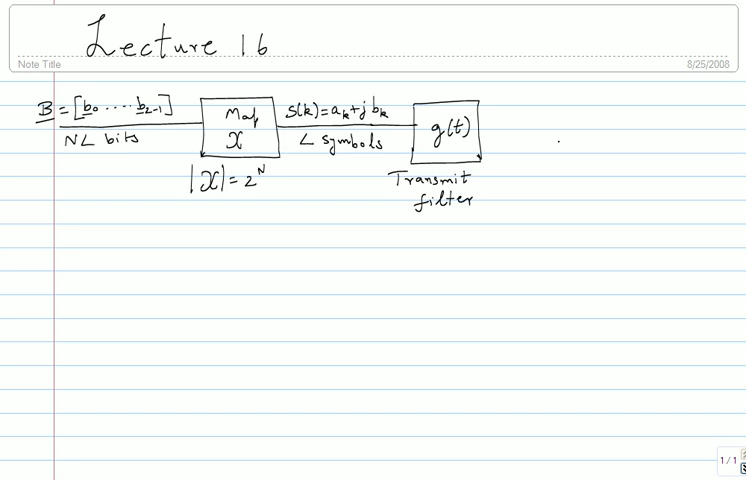 Lecture 16
Note Title
8/25/2008
B = [b0 .... b2-1]
NL bits
Map
X
|X| = 2^N
S(k) = ak + j bk
L symbols
g(t)
Transmit
filter
1 / 1